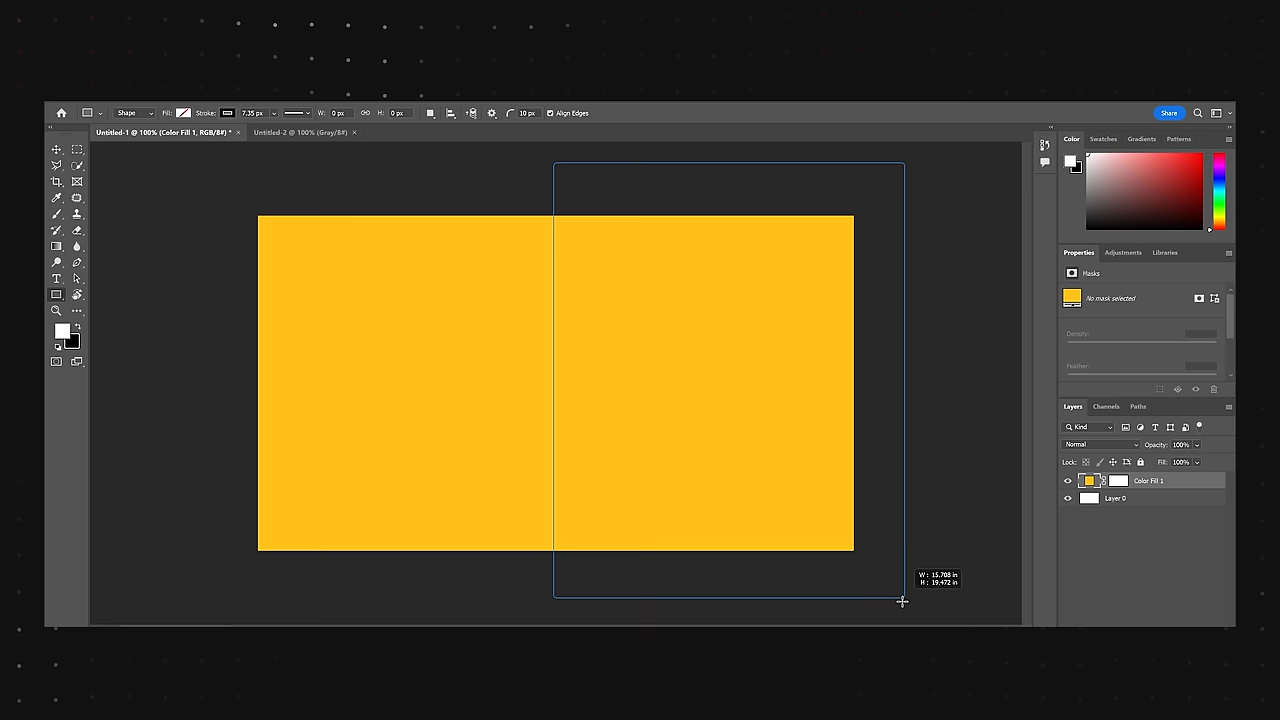 Shape Fill: Stroke: 7.35 px W: 0 px H: 0 px 10 px Align Edges Share
Untitled-1 @ 100% (Color Fill 1, RGB/8#) * × Untitled-2 @ 100% (Gray/8#) ×
Color Swatches Gradients Patterns
Properties Adjustments Libraries
Masks
No mask selected
Density:
Feather:
Layers Channels Paths
Kind
Normal Opacity: 100%
Lock: Fill: 100%
Color Fill 1
Layer 0
W : 15.708 in
H : 19.472 in